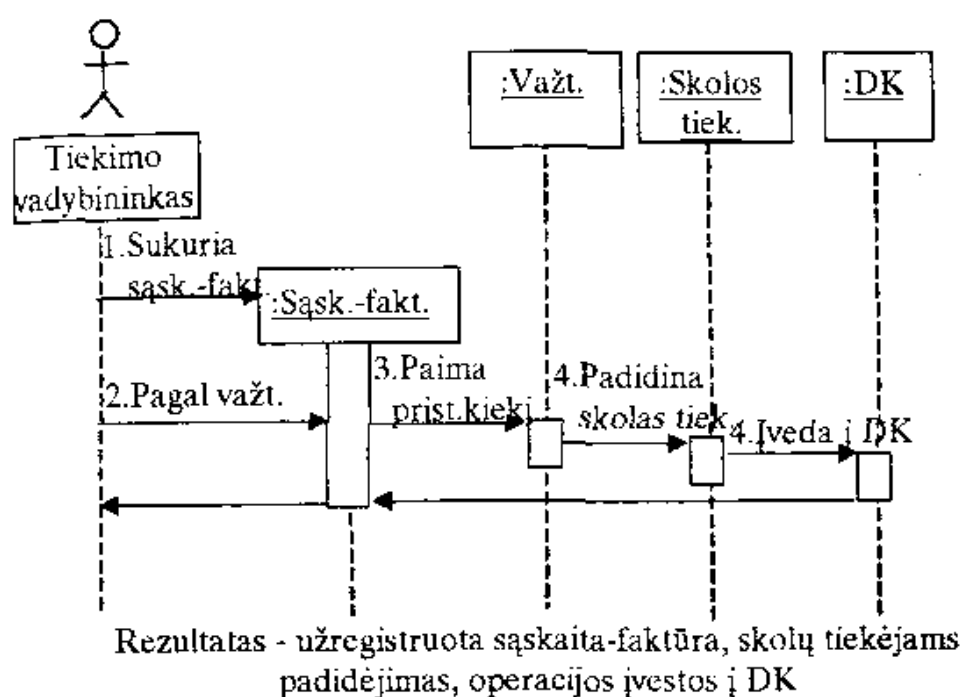 :Važt.
:Skolos
tiek.
:DK
Tiekimo
vadybininkas
1.Sukuria
sąsk.-fakt.
:Sąsk.-fakt.
2.Pagal važt.
3.Paima
prist.kiekį
4.Padidina
skolas tiek.
4.Įveda į DK
Rezultatas - užregistruota sąskaita-faktūra, skolų tiekėjams
padidėjimas, operacijos įvestos į DK